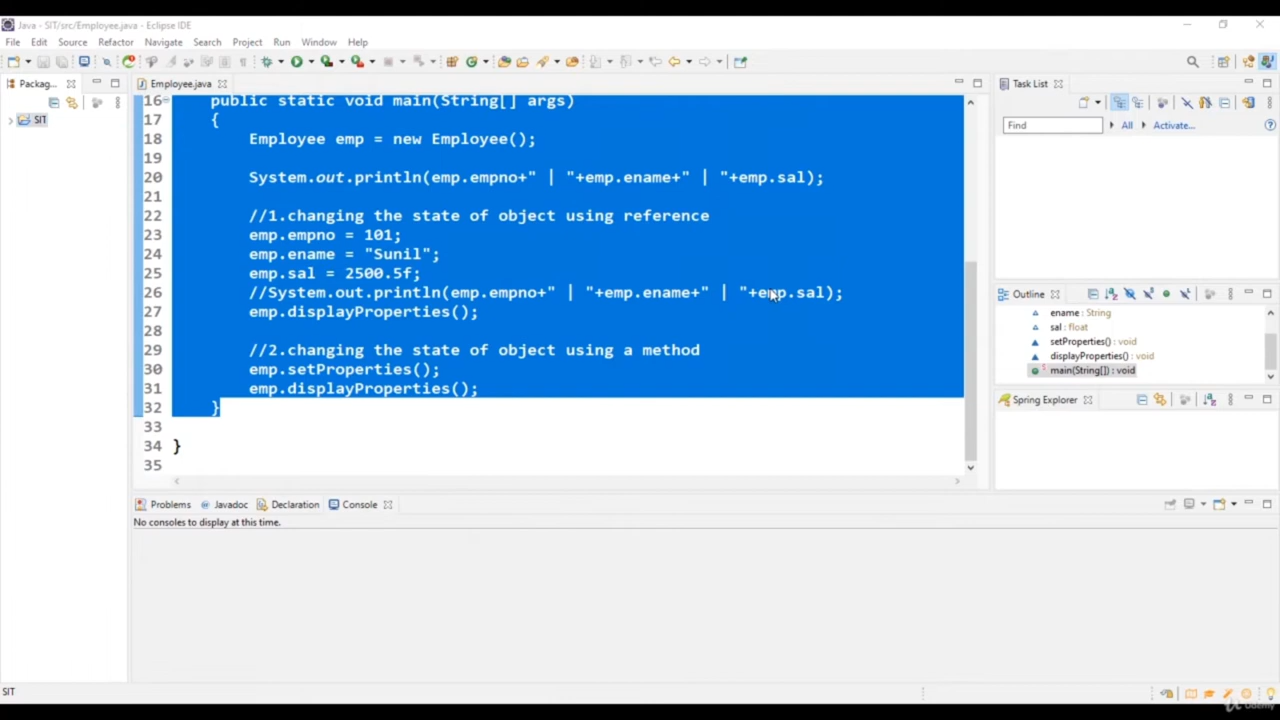 Java - SIT/src/Employee.java - Eclipse IDE
File Edit Source Refactor Navigate Search Project Run Window Help
Packag...
Employee.java
Task List
SIT
Find
All
Activate...
16 public static void main(String[] args)
17 {
18 Employee emp = new Employee();
19
20 System.out.println(emp.empno+" | "+emp.ename+" | "+emp.sal);
21
22 //1.changing the state of object using reference
23 emp.empno = 101;
24 emp.ename = "Sunil";
25 emp.sal = 2500.5f;
26 //System.out.println(emp.empno+" | "+emp.ename+" | "+emp.sal);
27 emp.displayProperties();
28
29 //2.changing the state of object using a method
30 emp.setProperties();
31 emp.displayProperties();
32 }
33
34 }
35
Outline
ename : String
sal : float
setProperties() : void
displayProperties() : void
main(String[]) : void
Spring Explorer
Problems Javadoc Declaration Console
No consoles to display at this time.
SIT
Udemy